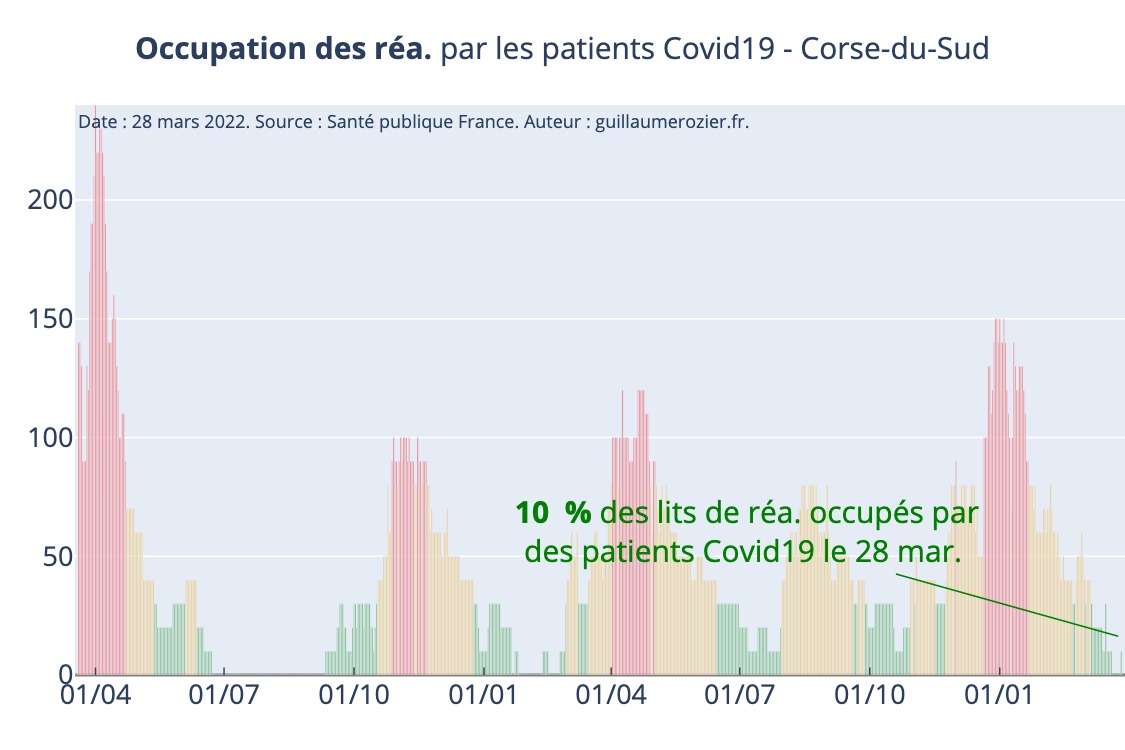 Occupation des réa. par les patients Covid19 - Corse-du-Sud
Date : 28 mars 2022. Source : Santé publique France. Auteur : guillaumerozier.fr.
200
150
100
10  % des lits de réa. occupés par
des patients Covid19 le 28 mar.
50
0
01/04 01/07 01/10 01/01 01/04 01/07 01/10 01/01